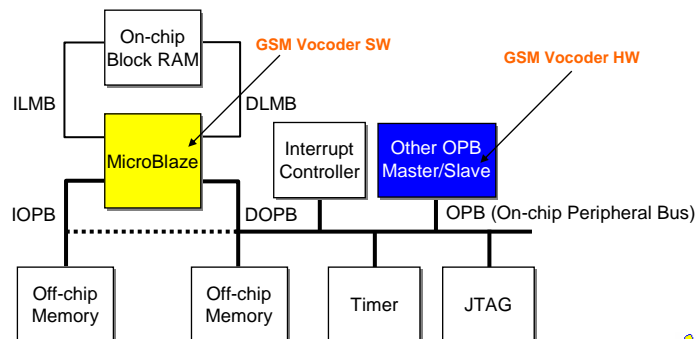 On-chip
Block RAM
GSM Vocoder SW
GSM Vocoder HW
ILMB
DLMB
MicroBlaze
Interrupt
Controller
Other OPB
Master/Slave
IOPB
DOPB
OPB (On-chip Peripheral Bus)
Off-chip
Memory
Off-chip
Memory
Timer
JTAG